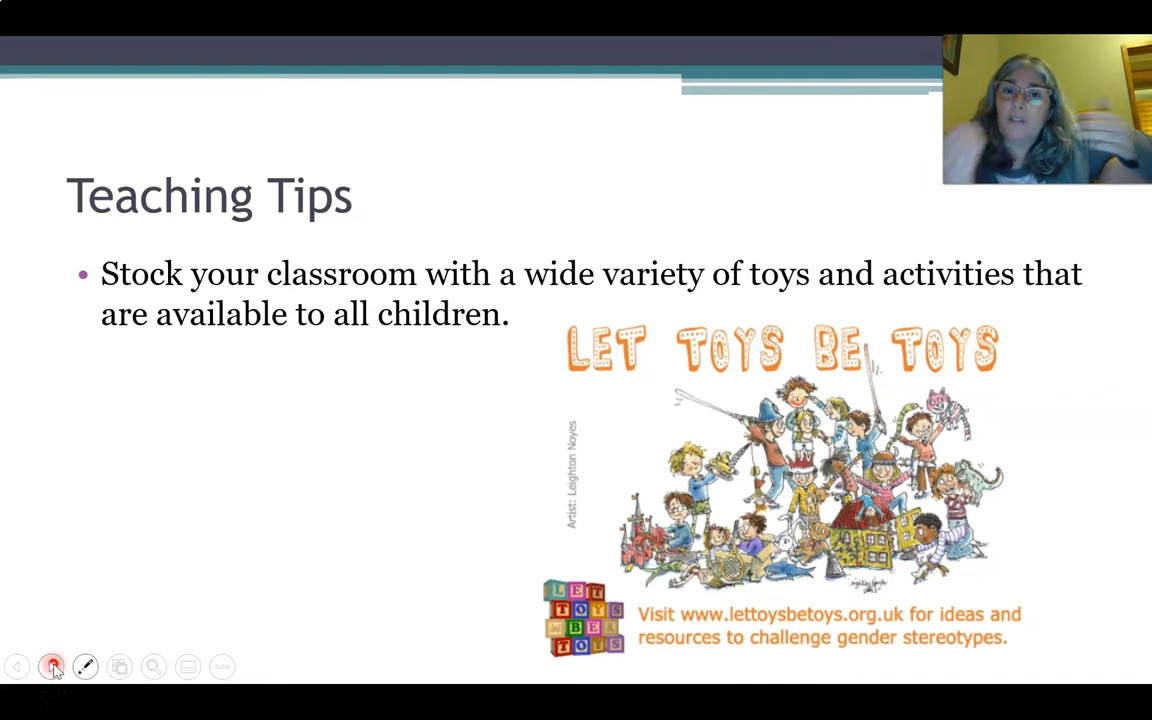 Teaching Tips
• Stock your classroom with a wide variety of toys and activities that
are available to all children.
LET TOYS BE TOYS
Artist: Leighton Noyes
LET
TOYS
BE
TOYS
Visit www.lettoysbetoys.org.uk for ideas and
resources to challenge gender stereotypes.